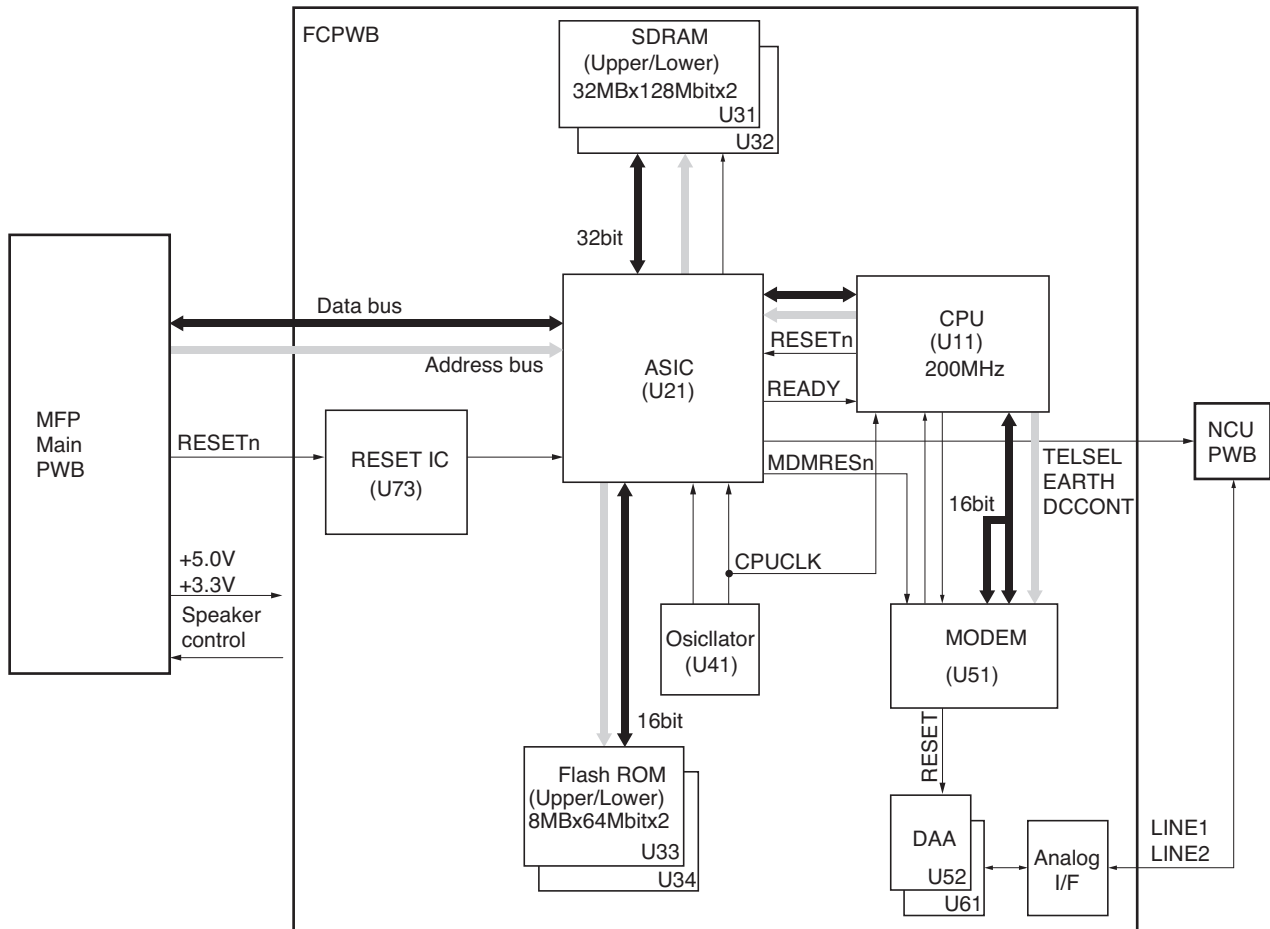 FCPWB
SDRAM
(Upper/Lower)
32MBx128Mbitx2
U31
U32
32bit
Data bus
Address bus
MFP
Main
PWB
RESETn
RESET IC
(U73)
+5.0V
+3.3V
Speaker
control
ASIC
(U21)
CPU
(U11)
200MHz
RESETn
READY
MDMRESn
CPUCLK
16bit
TELSEL
EARTH
DCCONT
NCU
PWB
Osicllator
(U41)
MODEM
(U51)
16bit
Flash ROM
(Upper/Lower)
8MBx64Mbitx2
U33
U34
RESET
DAA
U52
U61
Analog
I/F
LINE1
LINE2